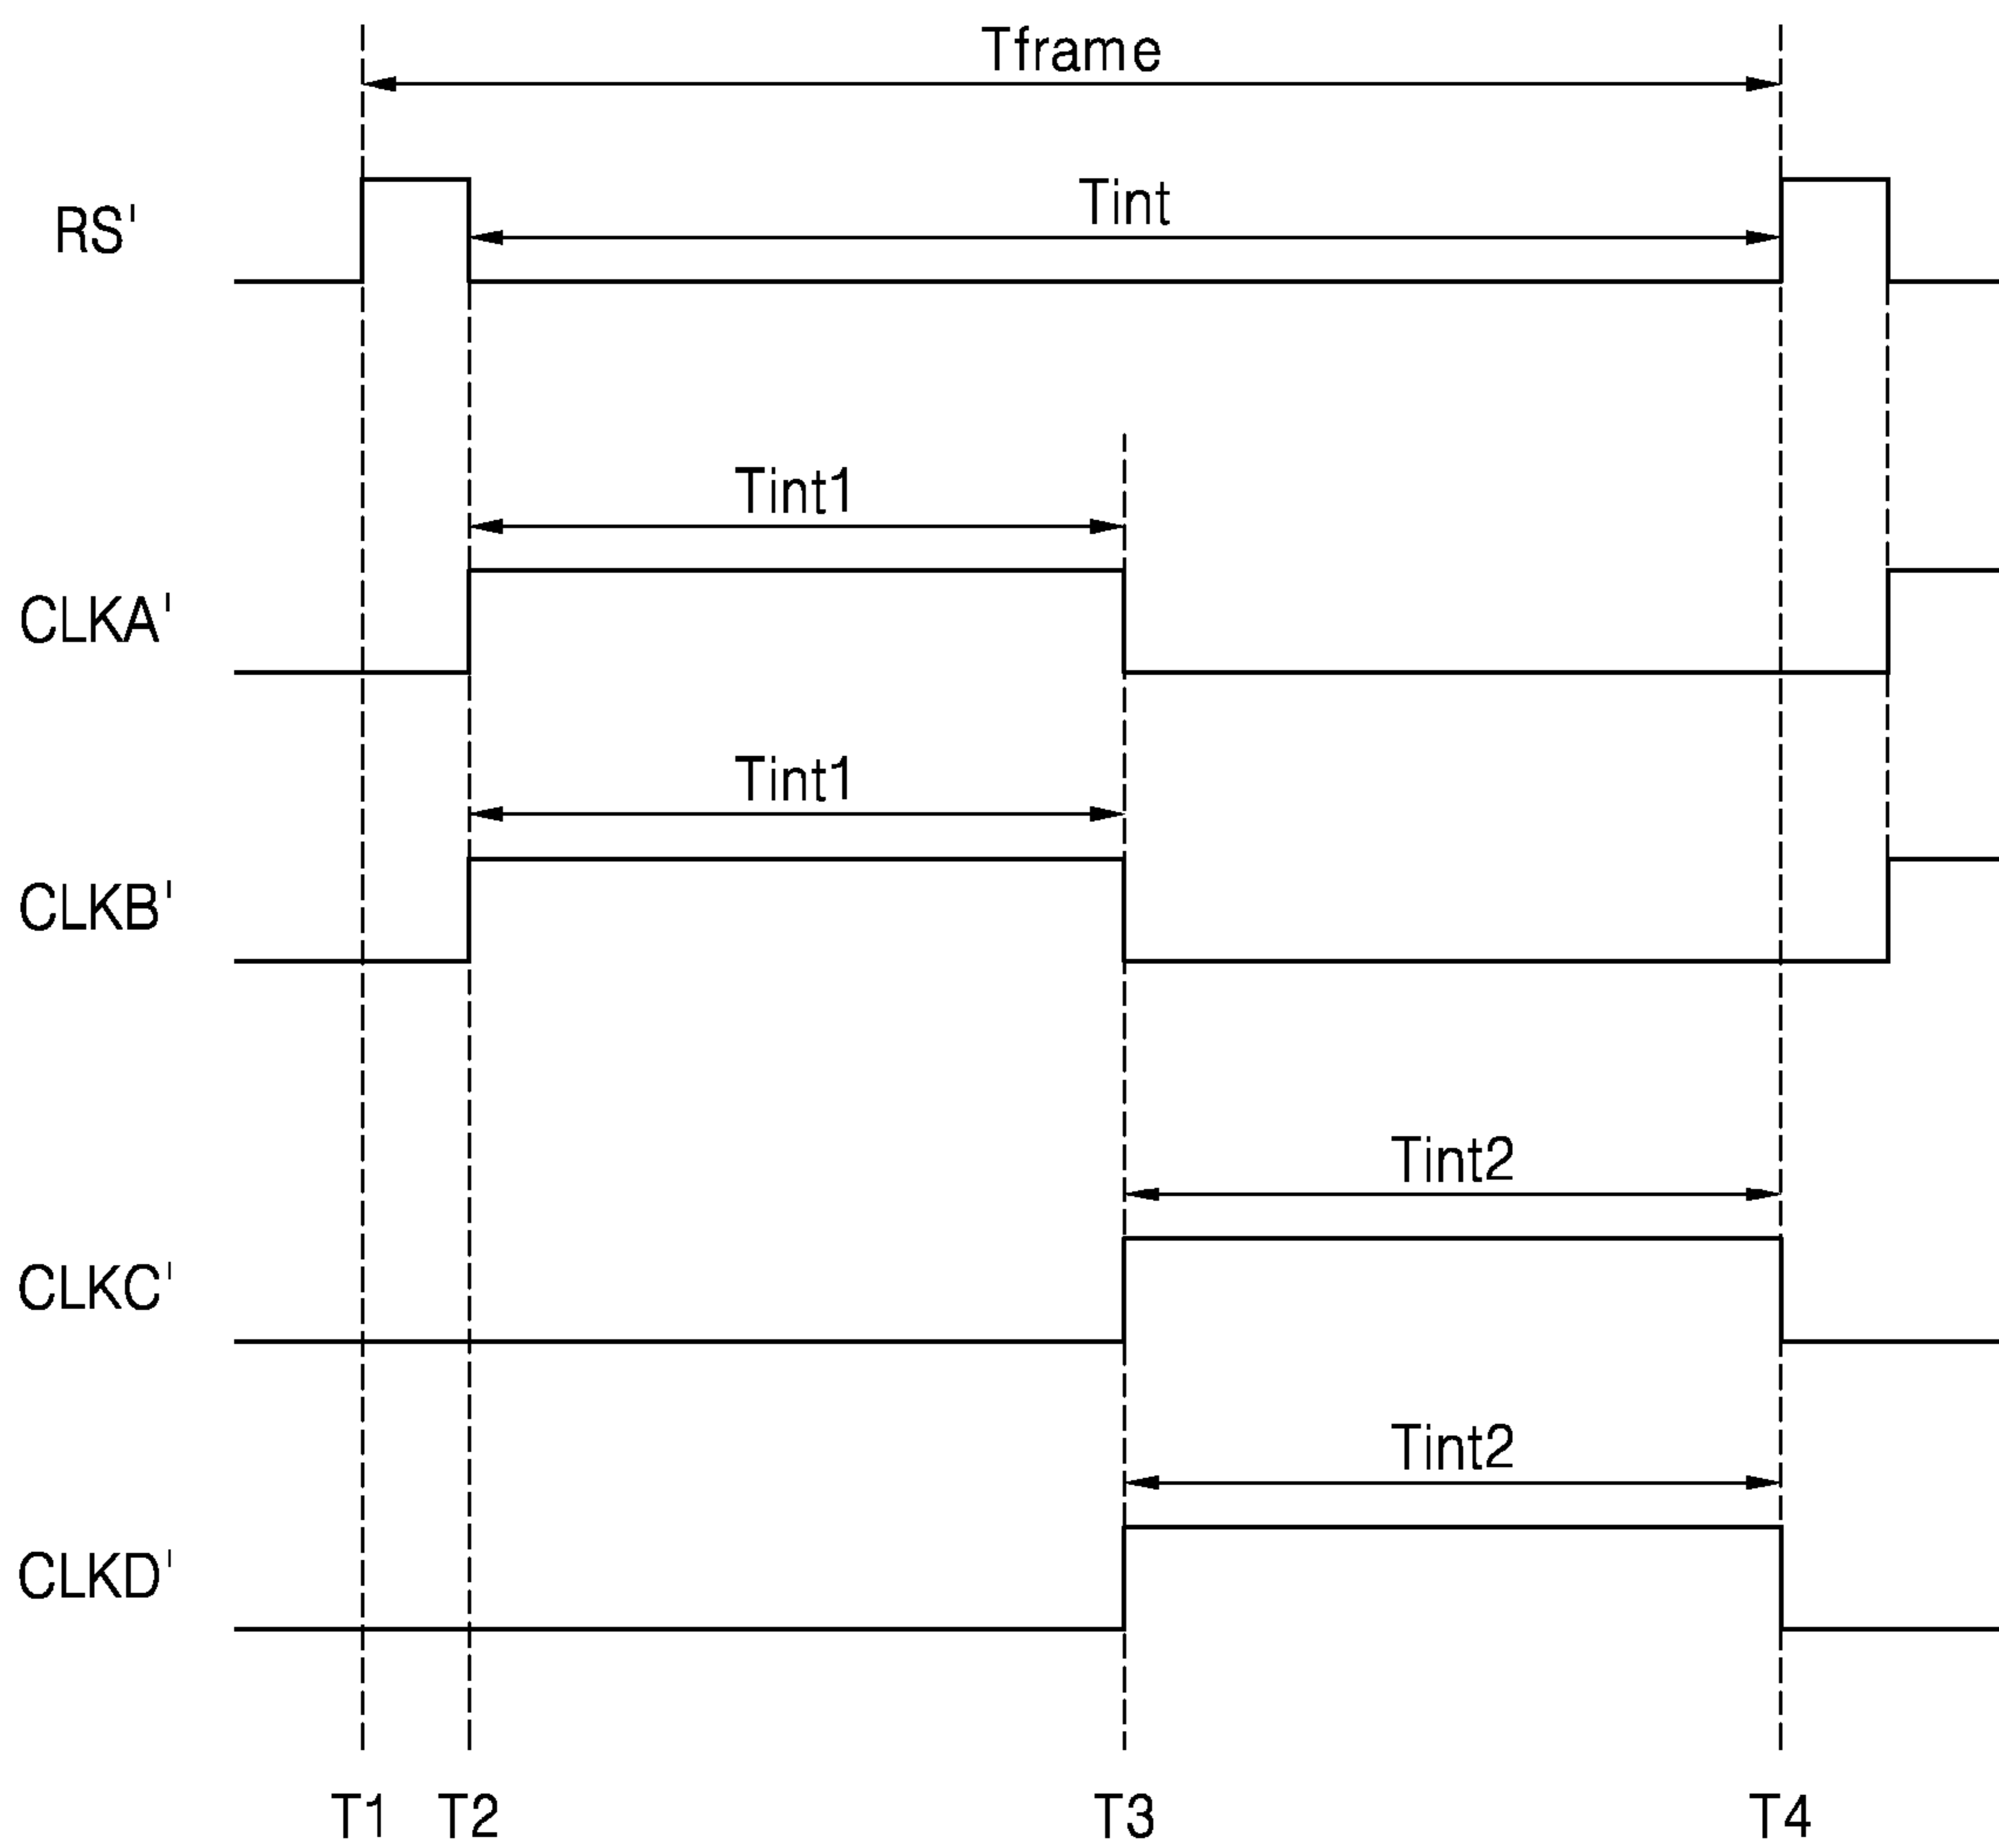 Tframe
RS'
Tint
Tint1
CLKA'
Tint1
CLKB'
Tint2
CLKC'
Tint2
CLKD'
T1 T2 T3 T4